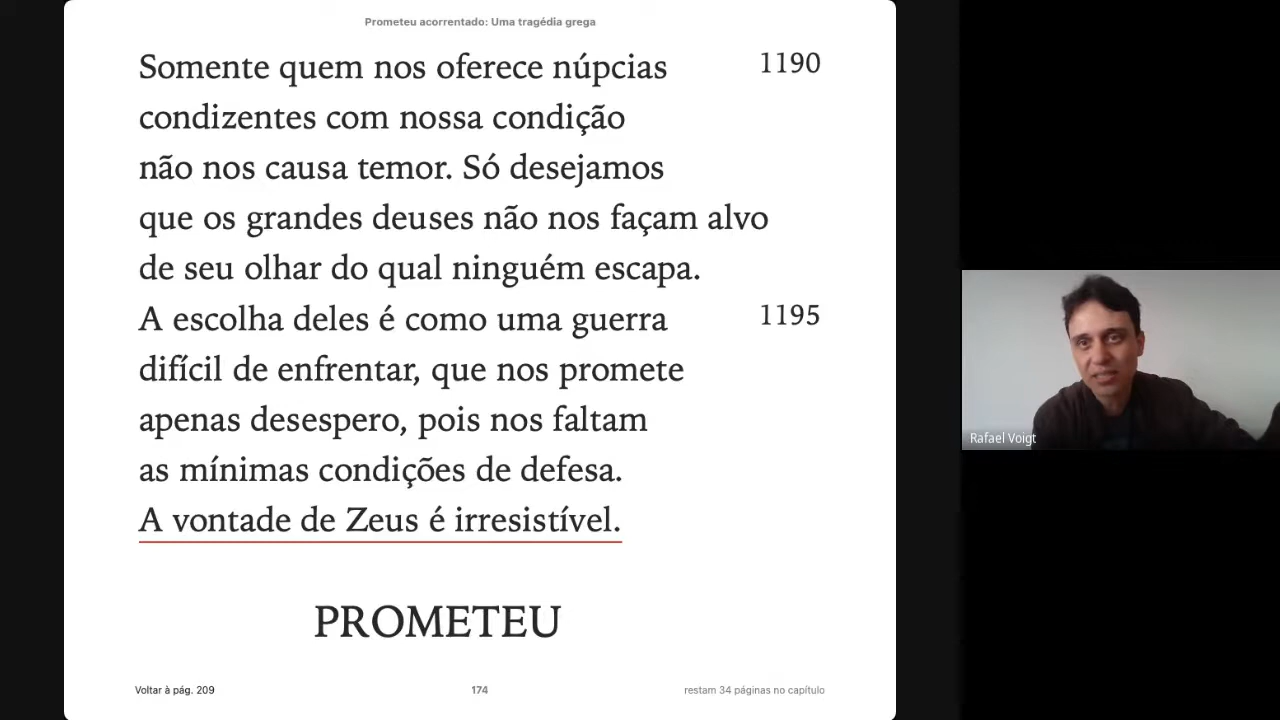 Prometeu acorrentado: Uma tragédia grega
Somente quem nos oferece núpcias 1190
condizentes com nossa condição
não nos causa temor. Só desejamos
que os grandes deuses não nos façam alvo
de seu olhar do qual ninguém escapa.
A escolha deles é como uma guerra 1195
difícil de enfrentar, que nos promete
apenas desespero, pois nos faltam
as mínimas condições de defesa.
A vontade de Zeus é irresistível.
PROMETEU
Voltar à pág. 209 174 restam 34 páginas no capítulo
Rafael Voigt